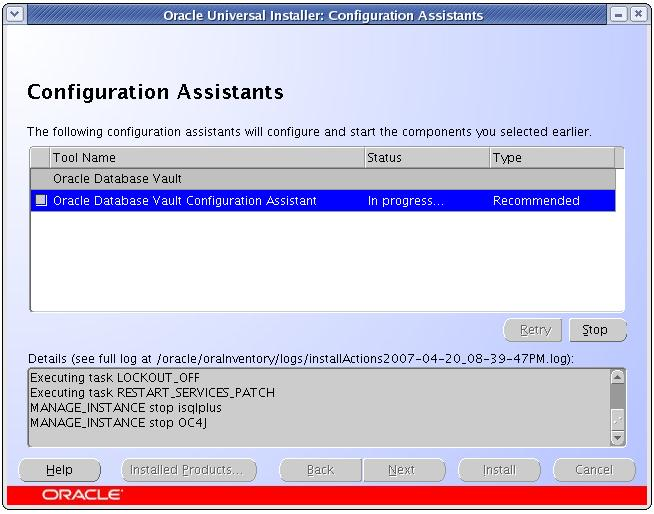 Oracle Universal Installer: Configuration Assistants
Configuration Assistants
The following configuration assistants will configure and start the components you selected earlier.
Tool Name Status Type
Oracle Database Vault
Oracle Database Vault Configuration Assistant In progress... Recommended
Retry Stop
Details (see full log at /oracle/oraInventory/logs/installActions2007-04-20_08-39-47PM.log):
Executing task LOCKOUT_OFF
Executing task RESTART_SERVICES_PATCH
MANAGE_INSTANCE stop isqlplus
MANAGE_INSTANCE stop OC4J
Help Installed Products... Back Next Install Cancel
ORACLE